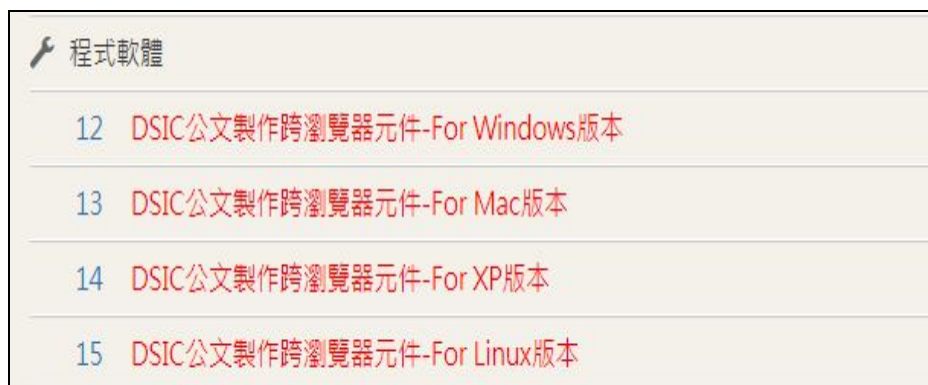 程式軟體
12 DSIC公文製作跨瀏覽器元件-For Windows版本
13 DSIC公文製作跨瀏覽器元件-For Mac版本
14 DSIC公文製作跨瀏覽器元件-For XP版本
15 DSIC公文製作跨瀏覽器元件-For Linux版本